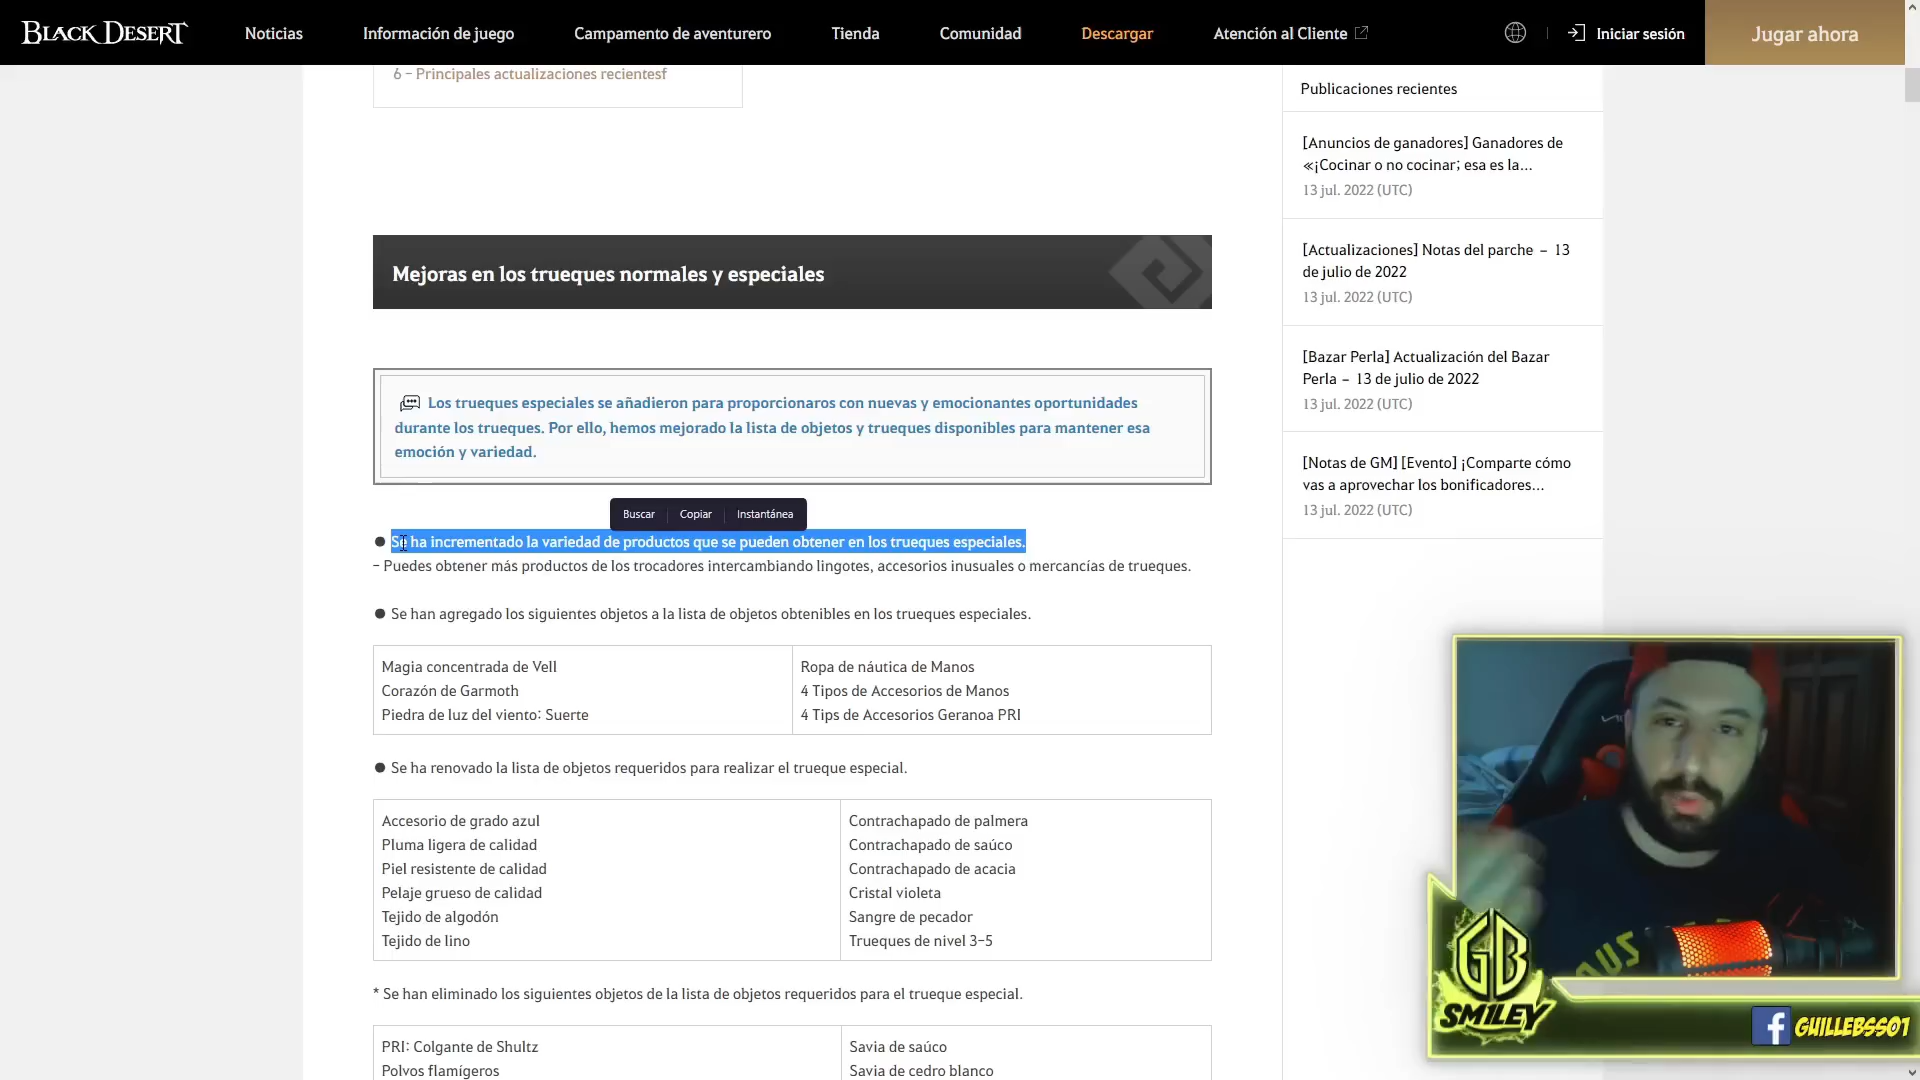 BLACK DESERT
Noticias
Información de juego
Campamento de aventurero
Tienda
Comunidad
Descargar
Atención al Cliente
Iniciar sesión
Jugar ahora
6 - Principales actualizaciones recientesf
Mejoras en los trueques normales y especiales
Los trueques especiales se añadieron para proporcionaros con nuevas y emocionantes oportunidades
durante los trueques. Por ello, hemos mejorado la lista de objetos y trueques disponibles para mantener esa
emoción y variedad.
Buscar
Copiar
Instantánea
● Se ha incrementado la variedad de productos que se pueden obtener en los trueques especiales.
- Puedes obtener más productos de los trocadores intercambiando lingotes, accesorios inusuales o mercancías de trueques.
● Se han agregado los siguientes objetos a la lista de objetos obtenibles en los trueques especiales.
Magia concentrada de Vell
Corazón de Garmoth
Piedra de luz del viento: Suerte
Ropa de náutica de Manos
4 Tipos de Accesorios de Manos
4 Tips de Accesorios Geranoa PRI
● Se ha renovado la lista de objetos requeridos para realizar el trueque especial.
Accesorio de grado azul
Pluma ligera de calidad
Piel resistente de calidad
Pelaje grueso de calidad
Tejido de algodón
Tejido de lino
Contrachapado de palmera
Contrachapado de saúco
Contrachapado de acacia
Cristal violeta
Sangre de pecador
Trueques de nivel 3-5
* Se han eliminado los siguientes objetos de la lista de objetos requeridos para el trueque especial.
PRI: Colgante de Shultz
Polvos flamígeros
Savia de saúco
Savia de cedro blanco
Publicaciones recientes
[Anuncios de ganadores] Ganadores de
«¡Cocinar o no cocinar; esa es la...
13 jul. 2022 (UTC)
[Actualizaciones] Notas del parche - 13
de julio de 2022
13 jul. 2022 (UTC)
[Bazar Perla] Actualización del Bazar
Perla - 13 de julio de 2022
13 jul. 2022 (UTC)
[Notas de GM] [Evento] ¡Comparte cómo
vas a aprovechar los bonificadores...
13 jul. 2022 (UTC)
GB
SM1LEY
f GUILLEBSS01